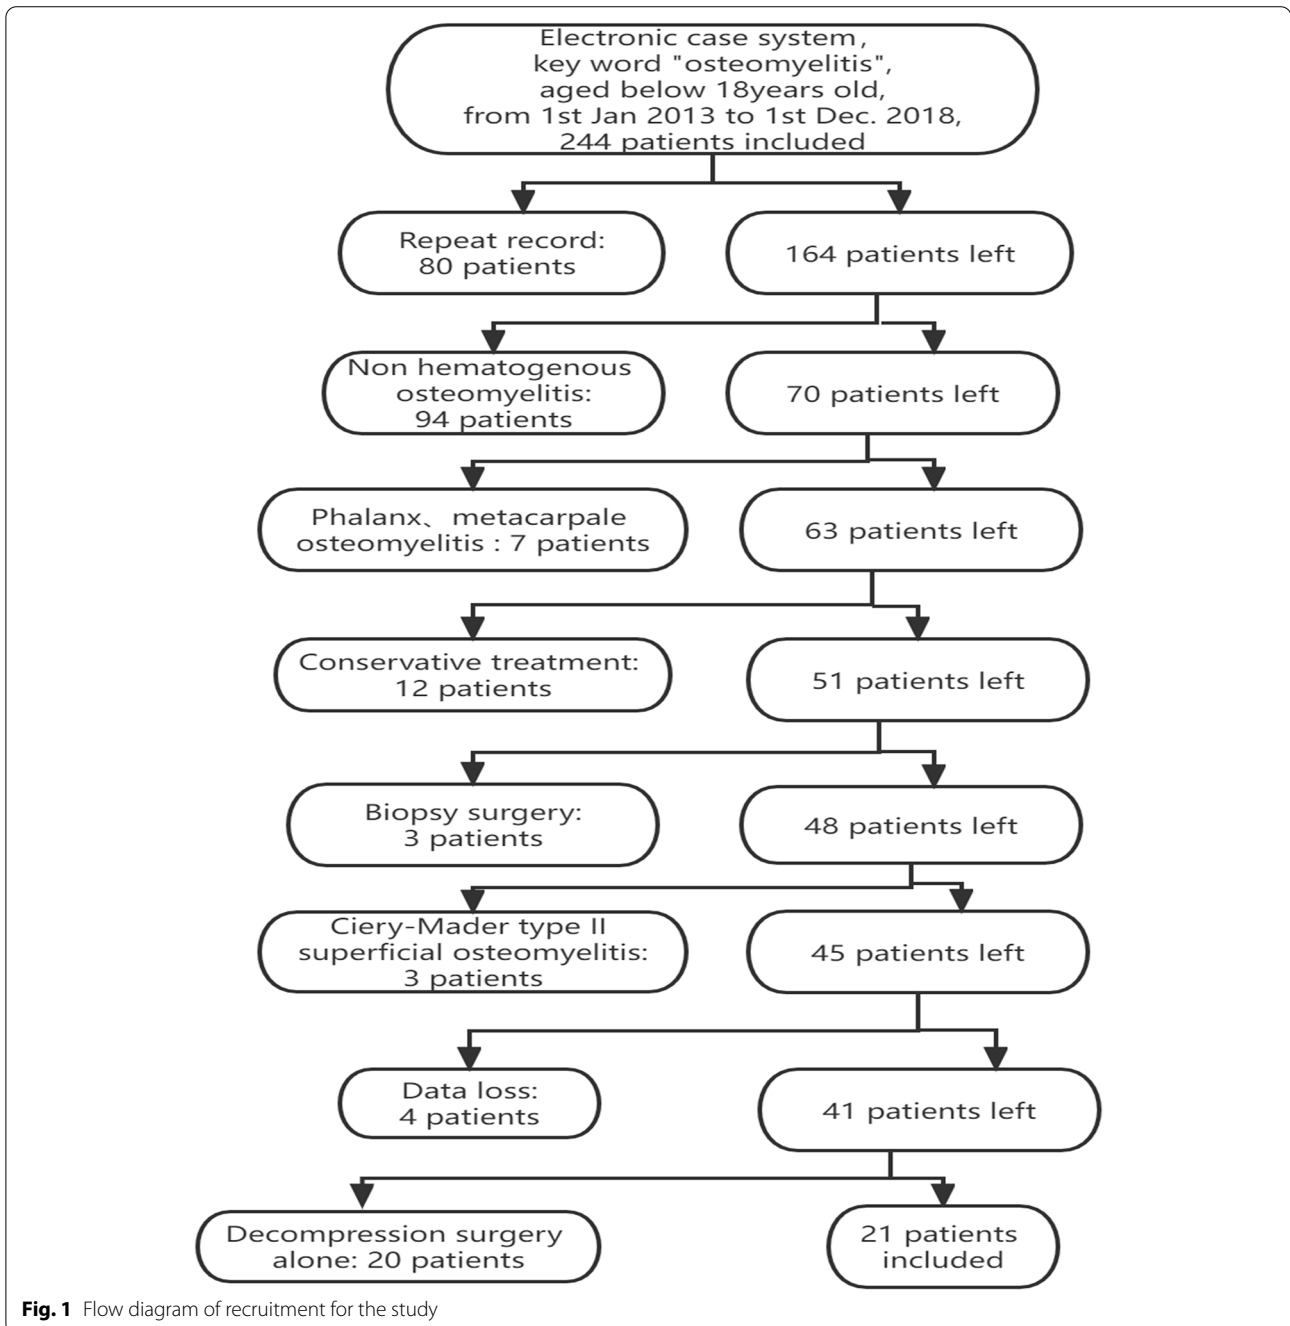 Electronic case system,
key word "osteomyelitis",
aged below 18years old,
from 1st Jan 2013 to 1st Dec. 2018,
244 patients included
Repeat record:
80 patients
164 patients left
Non hematogenous
osteomyelitis:
94 patients
70 patients left
Phalanx、metacarpale
osteomyelitis : 7 patients
63 patients left
Conservative treatment:
12 patients
51 patients left
Biopsy surgery:
3 patients
48 patients left
Ciery-Mader type II
superficial osteomyelitis:
3 patients
45 patients left
Data loss:
4 patients
41 patients left
Decompression surgery
alone: 20 patients
21 patients
included
Fig. 1 Flow diagram of recruitment for the study